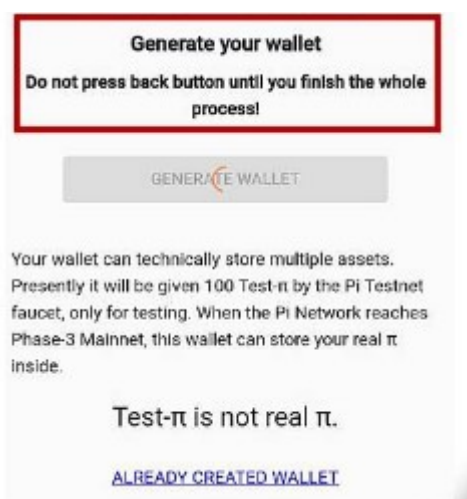 Generate your wallet
Do not press back button until you finish the whole
process!
GENERATE WALLET
Your wallet can technically store multiple assets.
Presently it will be given 100 Test-π by the Pi Testnet
faucet, only for testing. When the Pi Network reaches
Phase-3 Mainnet, this wallet can store your real π
inside.
Test-π is not real π.
ALREADY CREATED WALLET